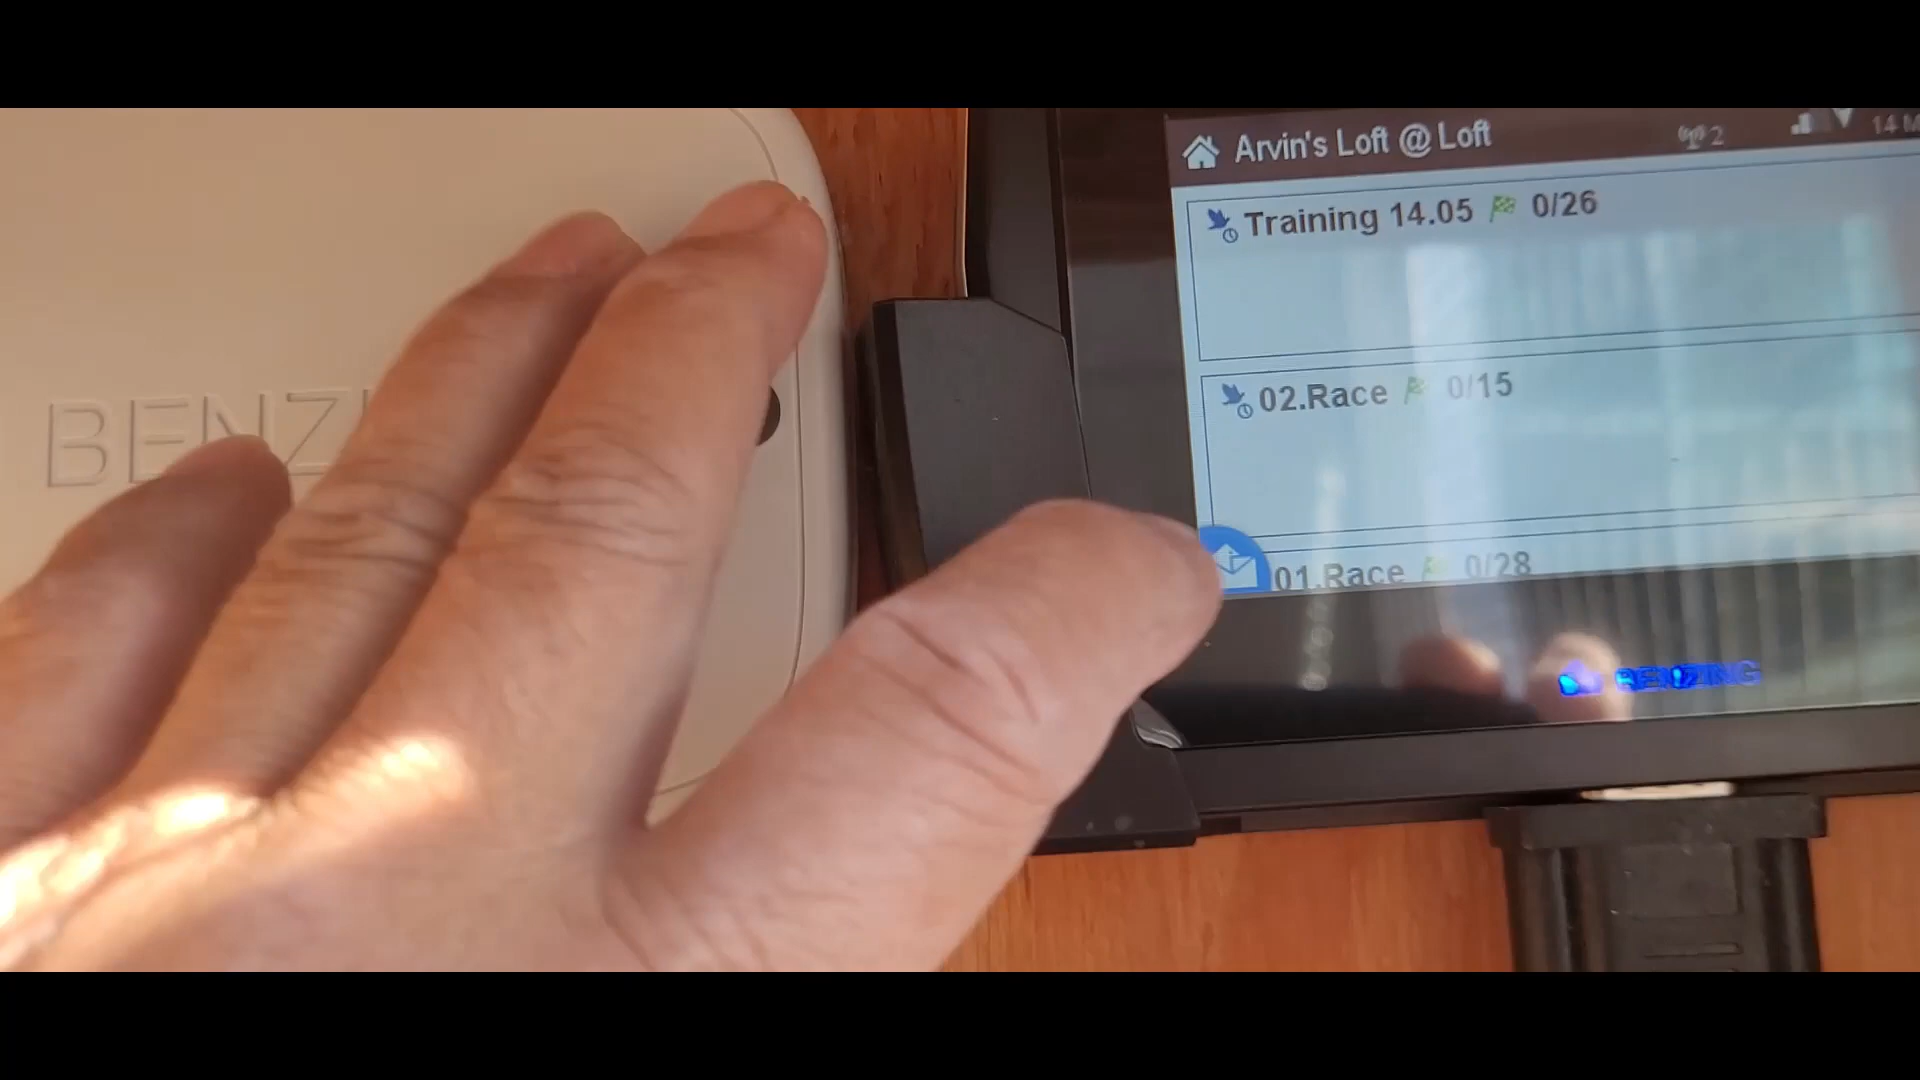 Arvin's Loft @ Loft 2 14
Training 14.05 0/26
02.Race 0/15
01.Race 0/28
BENZ
BENZING